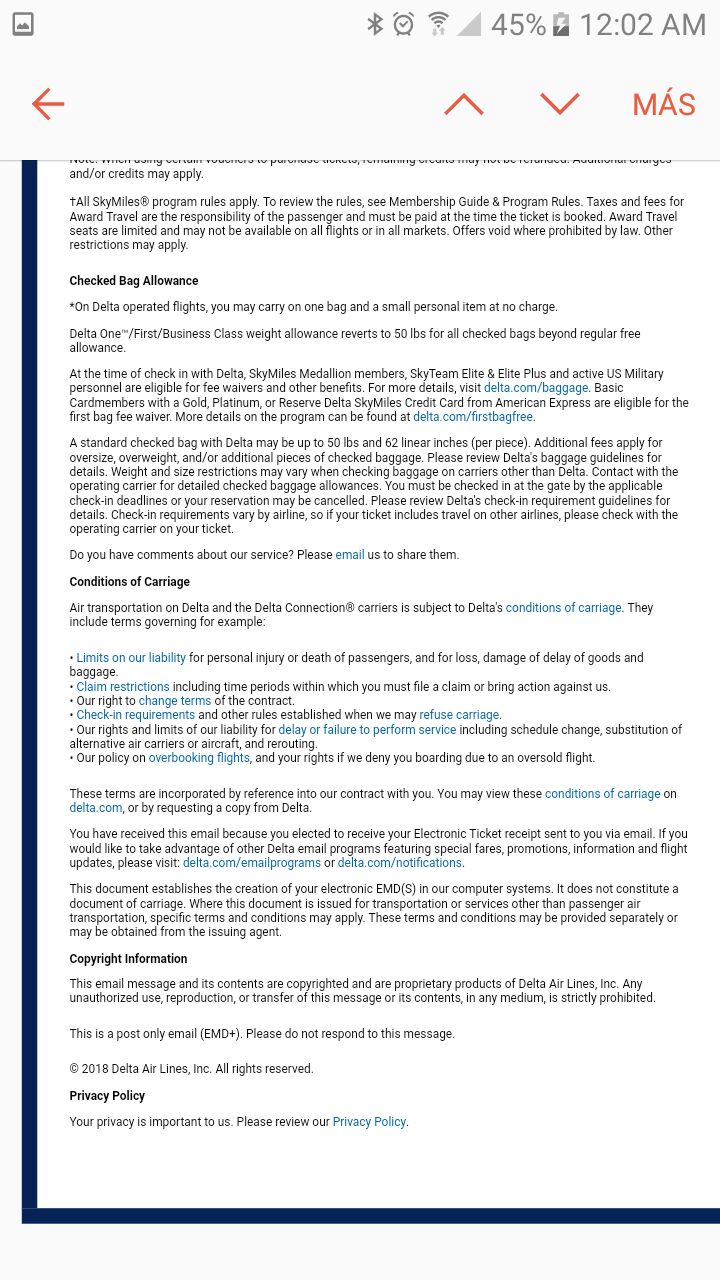 45% 12:02 AM
MÁS
Note: When using certain vouchers to purchase tickets, remaining credits may not be refunded. Additional charges
and/or credits may apply.
†All SkyMiles® program rules apply. To review the rules, see Membership Guide & Program Rules. Taxes and fees for
Award Travel are the responsibility of the passenger and must be paid at the time the ticket is booked. Award Travel
seats are limited and may not be available on all flights or in all markets. Offers void where prohibited by law. Other
restrictions may apply.
Checked Bag Allowance
*On Delta operated flights, you may carry on one bag and a small personal item at no charge.
Delta One™/First/Business Class weight allowance reverts to 50 lbs for all checked bags beyond regular free
allowance.
At the time of check in with Delta, SkyMiles Medallion members, SkyTeam Elite & Elite Plus and active US Military
personnel are eligible for fee waivers and other benefits. For more details, visit delta.com/baggage. Basic
Cardmembers with a Gold, Platinum, or Reserve Delta SkyMiles Credit Card from American Express are eligible for the
first bag fee waiver. More details on the program can be found at delta.com/firstbagfree.
A standard checked bag with Delta may be up to 50 lbs and 62 linear inches (per piece). Additional fees apply for
oversize, overweight, and/or additional pieces of checked baggage. Please review Delta's baggage guidelines for
details. Weight and size restrictions may vary when checking baggage on carriers other than Delta. Contact with the
operating carrier for detailed checked baggage allowances. You must be checked in at the gate by the applicable
check-in deadlines or your reservation may be cancelled. Please review Delta's check-in requirement guidelines for
details. Check-in requirements vary by airline, so if your ticket includes travel on other airlines, please check with the
operating carrier on your ticket.
Do you have comments about our service? Please email us to share them.
Conditions of Carriage
Air transportation on Delta and the Delta Connection® carriers is subject to Delta's conditions of carriage. They
include terms governing for example:
• Limits on our liability for personal injury or death of passengers, and for loss, damage of delay of goods and
baggage.
• Claim restrictions including time periods within which you must file a claim or bring action against us.
• Our right to change terms of the contract.
• Check-in requirements and other rules established when we may refuse carriage.
• Our rights and limits of our liability for delay or failure to perform service including schedule change, substitution of
alternative air carriers or aircraft, and rerouting.
• Our policy on overbooking flights, and your rights if we deny you boarding due to an oversold flight.
These terms are incorporated by reference into our contract with you. You may view these conditions of carriage on
delta.com, or by requesting a copy from Delta.
You have received this email because you elected to receive your Electronic Ticket receipt sent to you via email. If you
would like to take advantage of other Delta email programs featuring special fares, promotions, information and flight
updates, please visit: delta.com/emailprograms or delta.com/notifications.
This document establishes the creation of your electronic EMD(S) in our computer systems. It does not constitute a
document of carriage. Where this document is issued for transportation or services other than passenger air
transportation, specific terms and conditions may apply. These terms and conditions may be provided separately or
may be obtained from the issuing agent.
Copyright Information
This email message and its contents are copyrighted and are proprietary products of Delta Air Lines, Inc. Any
unauthorized use, reproduction, or transfer of this message or its contents, in any medium, is strictly prohibited.
This is a post only email (EMD+). Please do not respond to this message.
© 2018 Delta Air Lines, Inc. All rights reserved.
Privacy Policy
Your privacy is important to us. Please review our Privacy Policy.